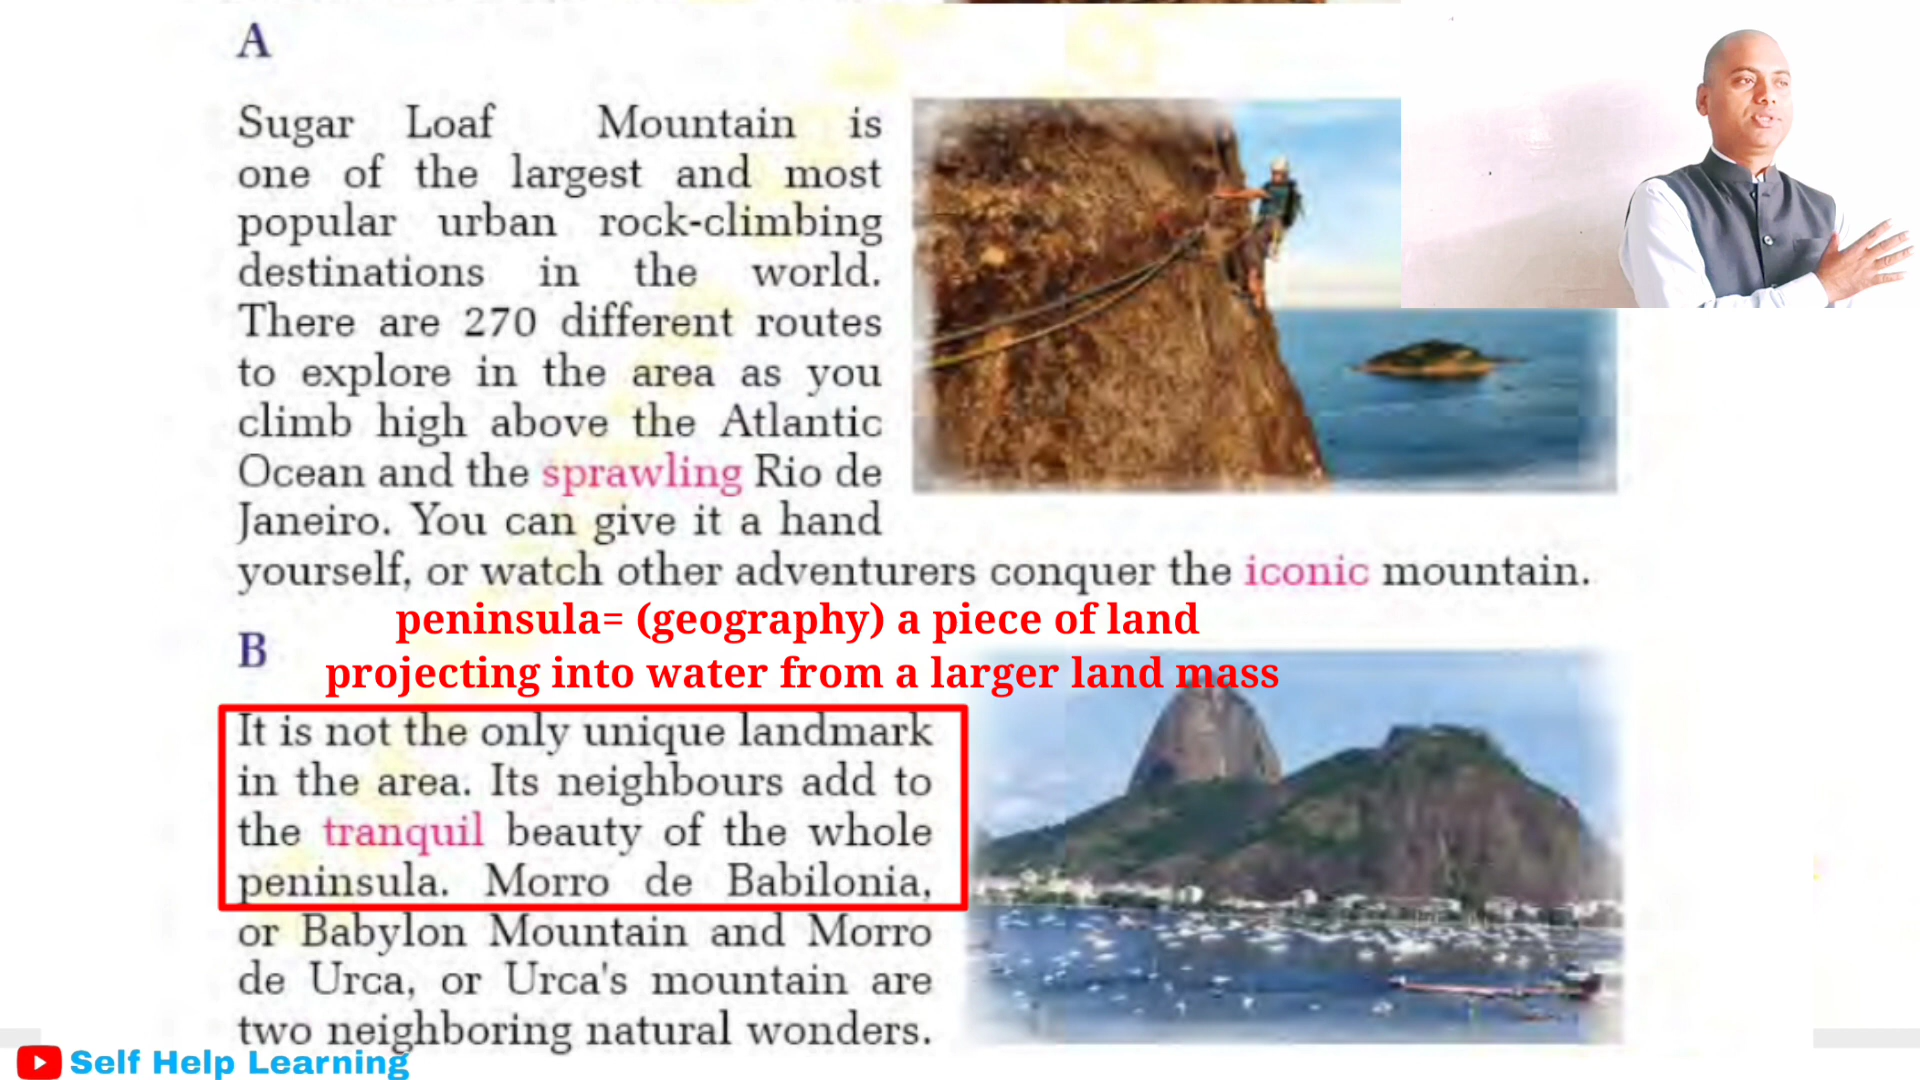 A
Sugar Loaf Mountain is
one of the largest and most
popular urban rock-climbing
destinations in the world.
There are 270 different routes
to explore in the area as you
climb high above the Atlantic
Ocean and the sprawling Rio de
Janeiro. You can give it a hand
yourself, or watch other adventurers conquer the iconic mountain.
peninsula= (geography) a piece of land
projecting into water from a larger land mass
B
It is not the only unique landmark
in the area. Its neighbours add to
the tranquil beauty of the whole
peninsula. Morro de Babilonia,
or Babylon Mountain and Morro
de Urca, or Urca's mountain are
two neighboring natural wonders.
Self Help Learning